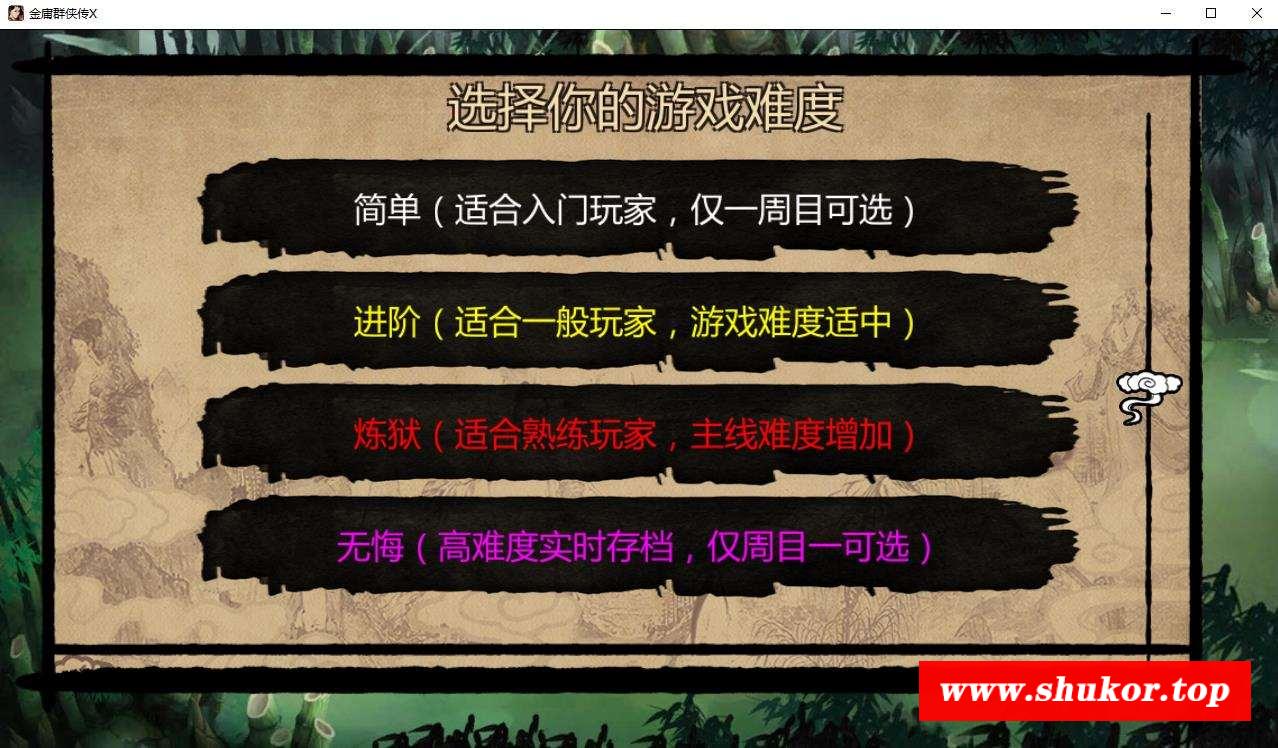 金庸群侠传X
选择你的游戏难度
简单（适合入门玩家，仅一周目可选）
进阶（适合一般玩家，游戏难度适中）
炼狱（适合熟练玩家，主线难度增加）
无悔（高难度实时存档，仅周目一可选）
www.shukor.top